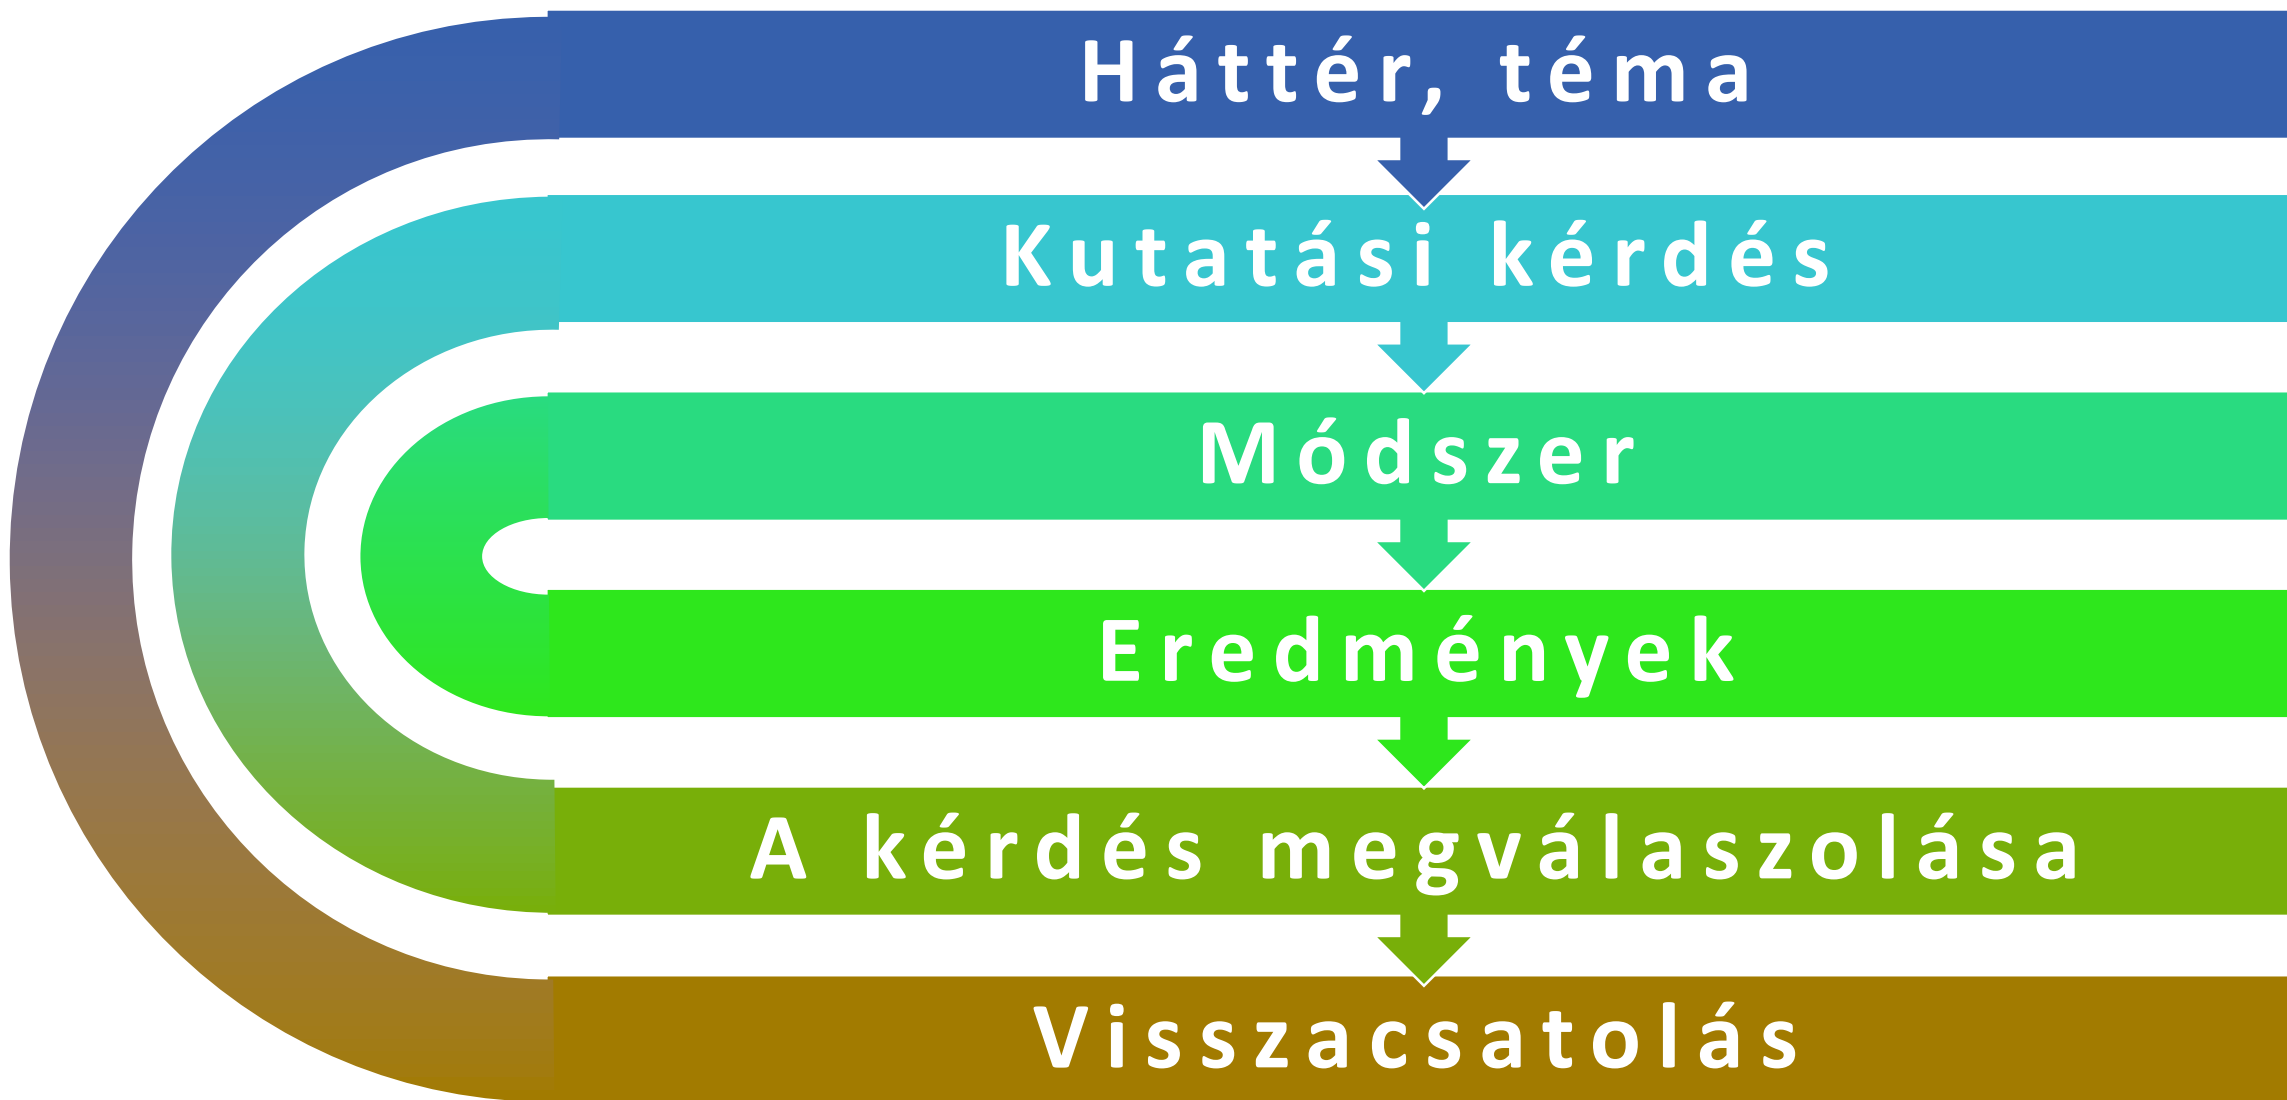 Háttér, téma
Kutatási kérdés
Módszer
Eredmények
A kérdés megválaszolása
Visszacsatolás